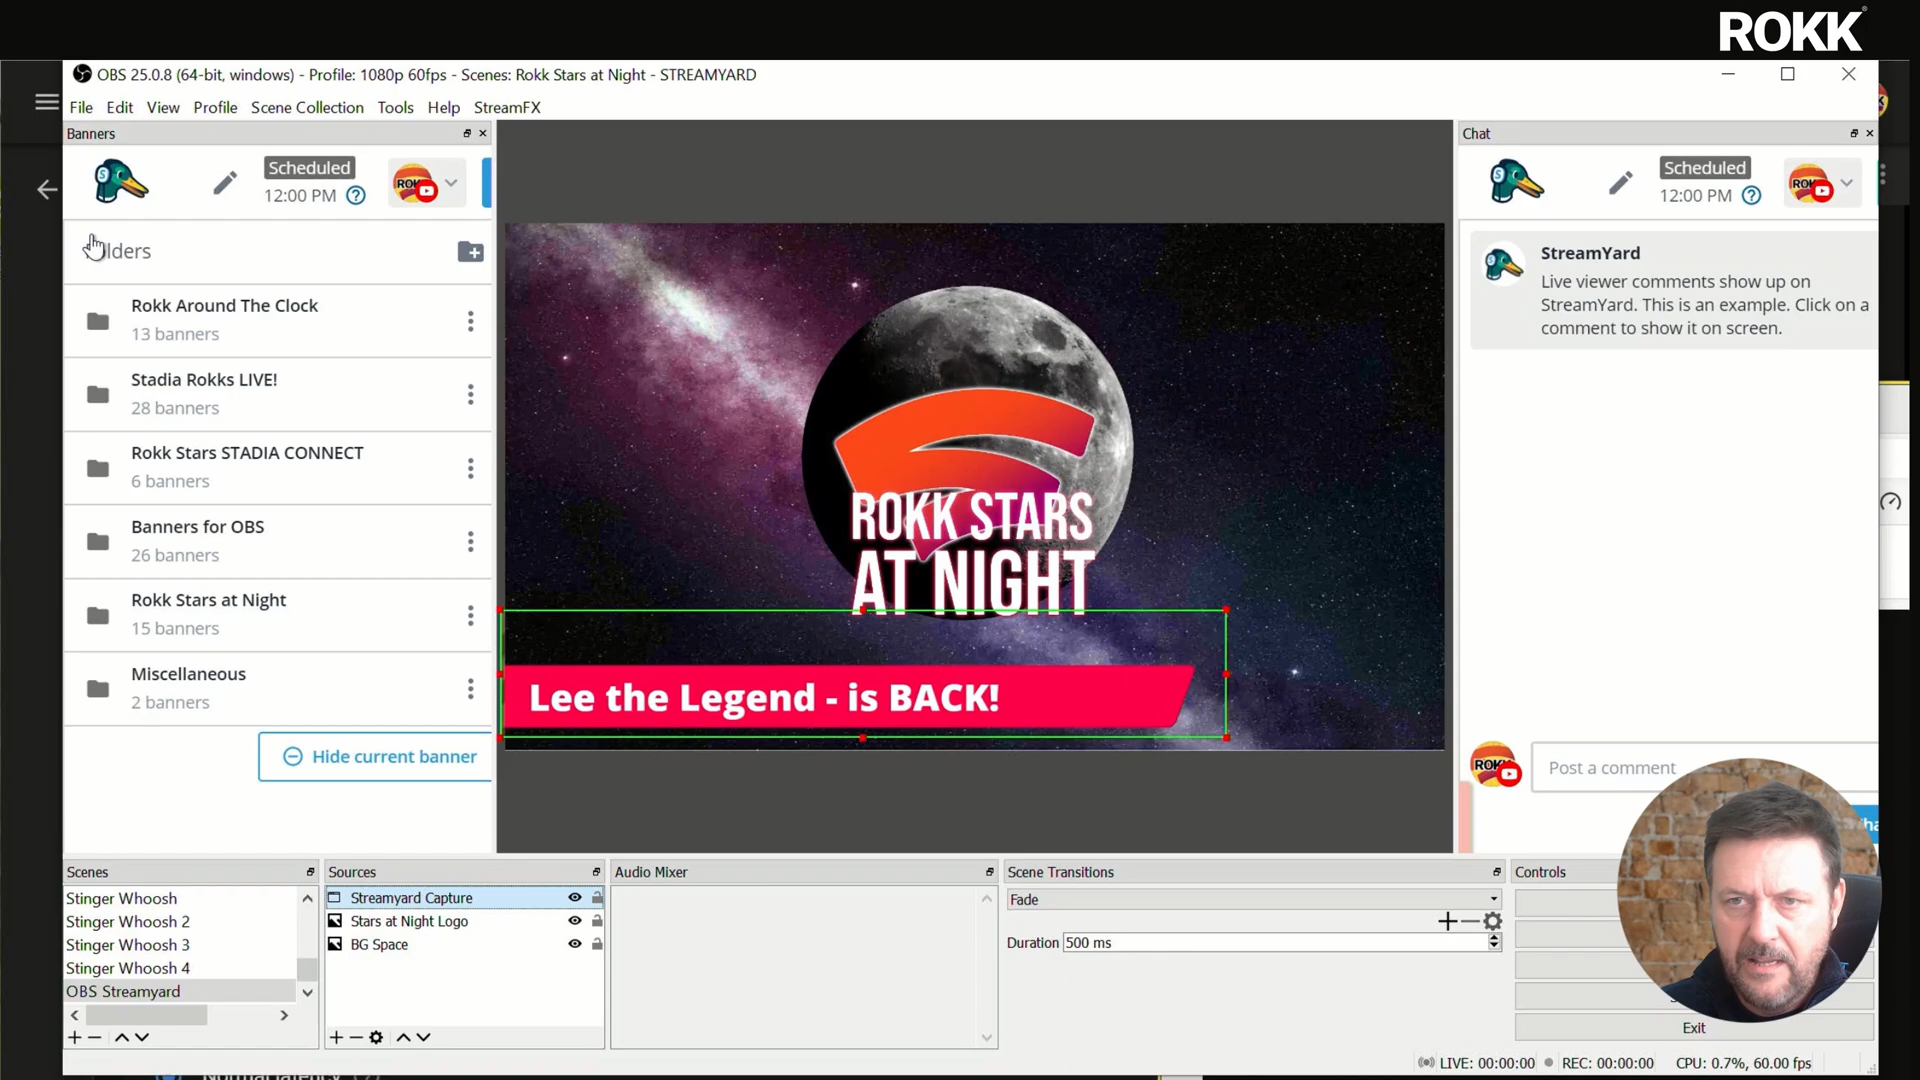 ROKK
OBS 25.0.8 (64-bit, windows) - Profile: 1080p 60fps - Scenes: Rokk Stars at Night - STREAMYARD
File Edit View Profile Scene Collection Tools Help StreamFX
Banners
Scheduled
12:00 PM
ROKK
lders
Rokk Around The Clock
13 banners
Stadia Rokks LIVE!
28 banners
Rokk Stars STADIA CONNECT
6 banners
Banners for OBS
26 banners
Rokk Stars at Night
15 banners
Miscellaneous
2 banners
Hide current banner
ROKK STARS
AT NIGHT
Lee the Legend - is BACK!
Chat
Scheduled
12:00 PM
ROKK
StreamYard
Live viewer comments show up on
StreamYard. This is an example. Click on a
comment to show it on screen.
ROKK
Post a comment
Scenes
Stinger Whoosh
Stinger Whoosh 2
Stinger Whoosh 3
Stinger Whoosh 4
OBS Streamyard
Sources
Streamyard Capture
Stars at Night Logo
BG Space
Audio Mixer
Scene Transitions
Fade
Duration 500 ms
Controls
Exit
LIVE: 00:00:00 REC: 00:00:00 CPU: 0.7%, 60.00 fps